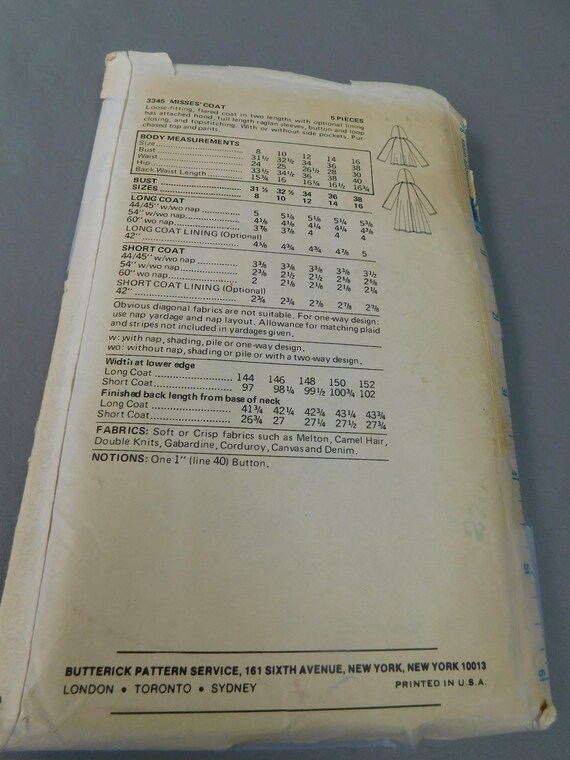 3345 MISSES' COAT 5 PIECES
Loose-fitting, flared coat in two lengths with optional lining
has attached hood, full length raglan sleeves, button and loop
closing, and topstitching. With or without side pockets. Pur-
chased top and pants.
BODY MEASUREMENTS
Size 8 10 12 14 16
Bust 31½ 32½ 34 36 38
Waist 24 25 26½ 28 30
Hip 33½ 34½ 36 38 40
Back Waist Length 15¾ 16 16¼ 16½ 16¾
BUST 31½ 32½ 34 36 38
SIZES 8 10 12 14 16
LONG COAT
44/45" w/wo nap 5 5⅛ 5⅛ 5¼ 5⅜
54" w/wo nap 4⅛ 4⅛ 4¼ 4¼ 4⅜
60" wo nap 3⅞ 3⅞ 4 4 4
LONG COAT LINING (Optional)
42" 4⅝ 4¾ 4¾ 4⅞ 5
SHORT COAT
44/45" w/wo nap 3⅜ 3⅜ 3⅜ 3⅜ 3½
54" w/wo nap 2⅜ 2½ 2½ 2⅝ 2⅝
60" wo nap 2 2⅛ 2⅛ 2⅛ 2¼
SHORT COAT LINING (Optional)
42" 2¾ 2¾ 2⅞ 2⅞ 2⅞
Obvious diagonal fabrics are not suitable. For one-way design:
use nap yardage and nap layout. Allowance for matching plaid
and stripes not included in yardages given.
w: with nap, shading, pile or one-way design.
wo: without nap, shading or pile or with a two-way design.
Width at lower edge
Long Coat 144 146 148 150 152
Short Coat 97 98¼ 99½ 100¾ 102
Finished back length from base of neck
Long Coat 41¾ 42¼ 42¾ 43¼ 43¾
Short Coat 26¾ 27 27¼ 27½ 27¾
FABRICS: Soft or Crisp fabrics such as Melton, Camel Hair,
Double Knits, Gabardine, Corduroy, Canvas and Denim.
NOTIONS: One 1" (line 40) Button.
BUTTERICK PATTERN SERVICE, 161 SIXTH AVENUE, NEW YORK, NEW YORK 10013
LONDON • TORONTO • SYDNEY PRINTED IN U.S.A.